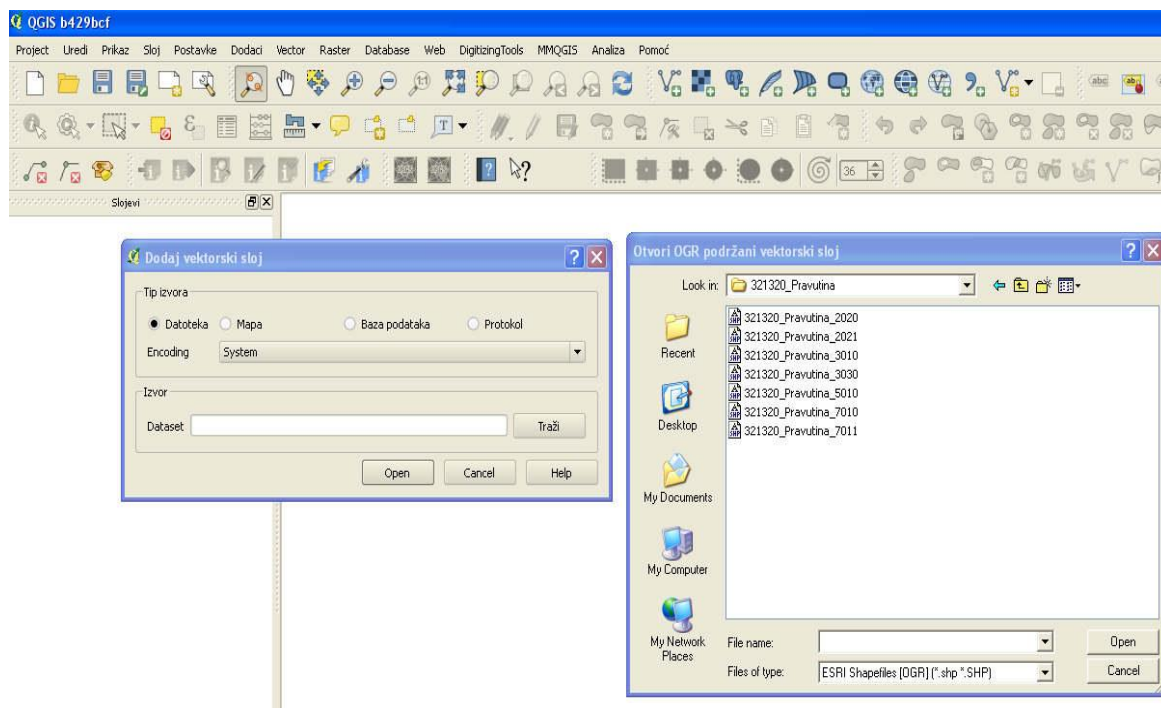 QGIS b429bcf
Project Uredi Prikaz Sloj Postavke Dodaci Vector Raster Database Web DigitizingTools MMQGIS Analiza Pomoć
Slojevi
Dodaj vektorski sloj
Tip izvora
Datoteka Mapa Baza podataka Protokol
Encoding System
Izvor
Dataset Traži
Open Cancel Help
Otvori OGR podržani vektorski sloj
Look in: 321320_Pravutina
321320_Pravutina_2020
321320_Pravutina_2021
321320_Pravutina_3010
321320_Pravutina_3030
321320_Pravutina_5010
321320_Pravutina_7010
321320_Pravutina_7011
Recent
Desktop
My Documents
My Computer
My Network Places
File name: Open
Files of type: ESRI Shapefiles [OGR] (*.shp *.SHP) Cancel
abc
36